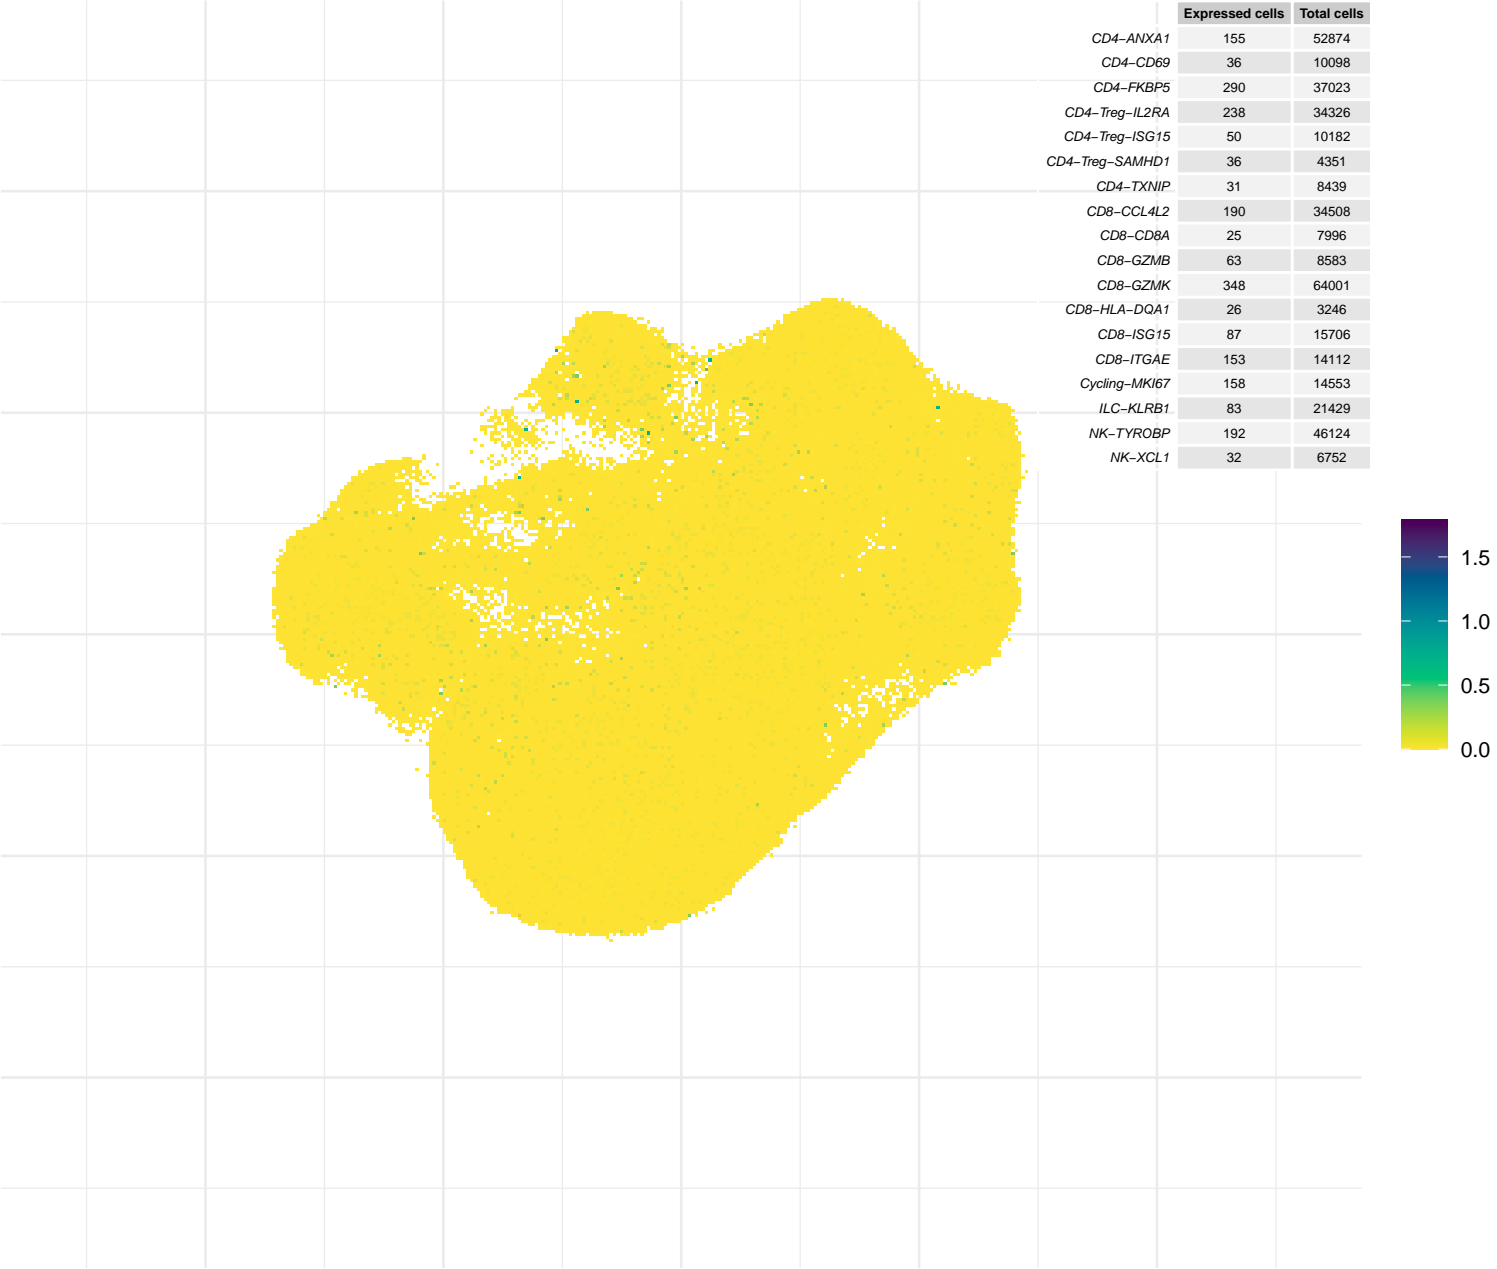 Expressed cells Total cells
CD4−ANXA1 155 52874
CD4−CD69 36 10098
CD4−FKBP5 290 37023
CD4−Treg−IL2RA 238 34326
CD4−Treg−ISG15 50 10182
CD4−Treg−SAMHD1 36 4351
CD4−TXNIP 31 8439
CD8−CCL4L2 190 34508
CD8−CD8A 25 7996
CD8−GZMB 63 8583
CD8−GZMK 348 64001
CD8−HLA−DQA1 26 3246
CD8−ISG15 87 15706
CD8−ITGAE 153 14112
Cycling−MKI67 158 14553
ILC−KLRB1 83 21429
NK−TYROBP 192 46124
NK−XCL1 32 6752
1.5
1.0
0.5
0.0